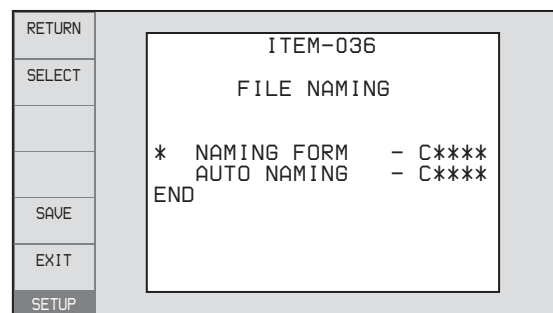 RETURN
SELECT
SAVE
EXIT
SETUP
ITEM-036
FILE NAMING
* NAMING FORM - C****
AUTO NAMING - C****
END